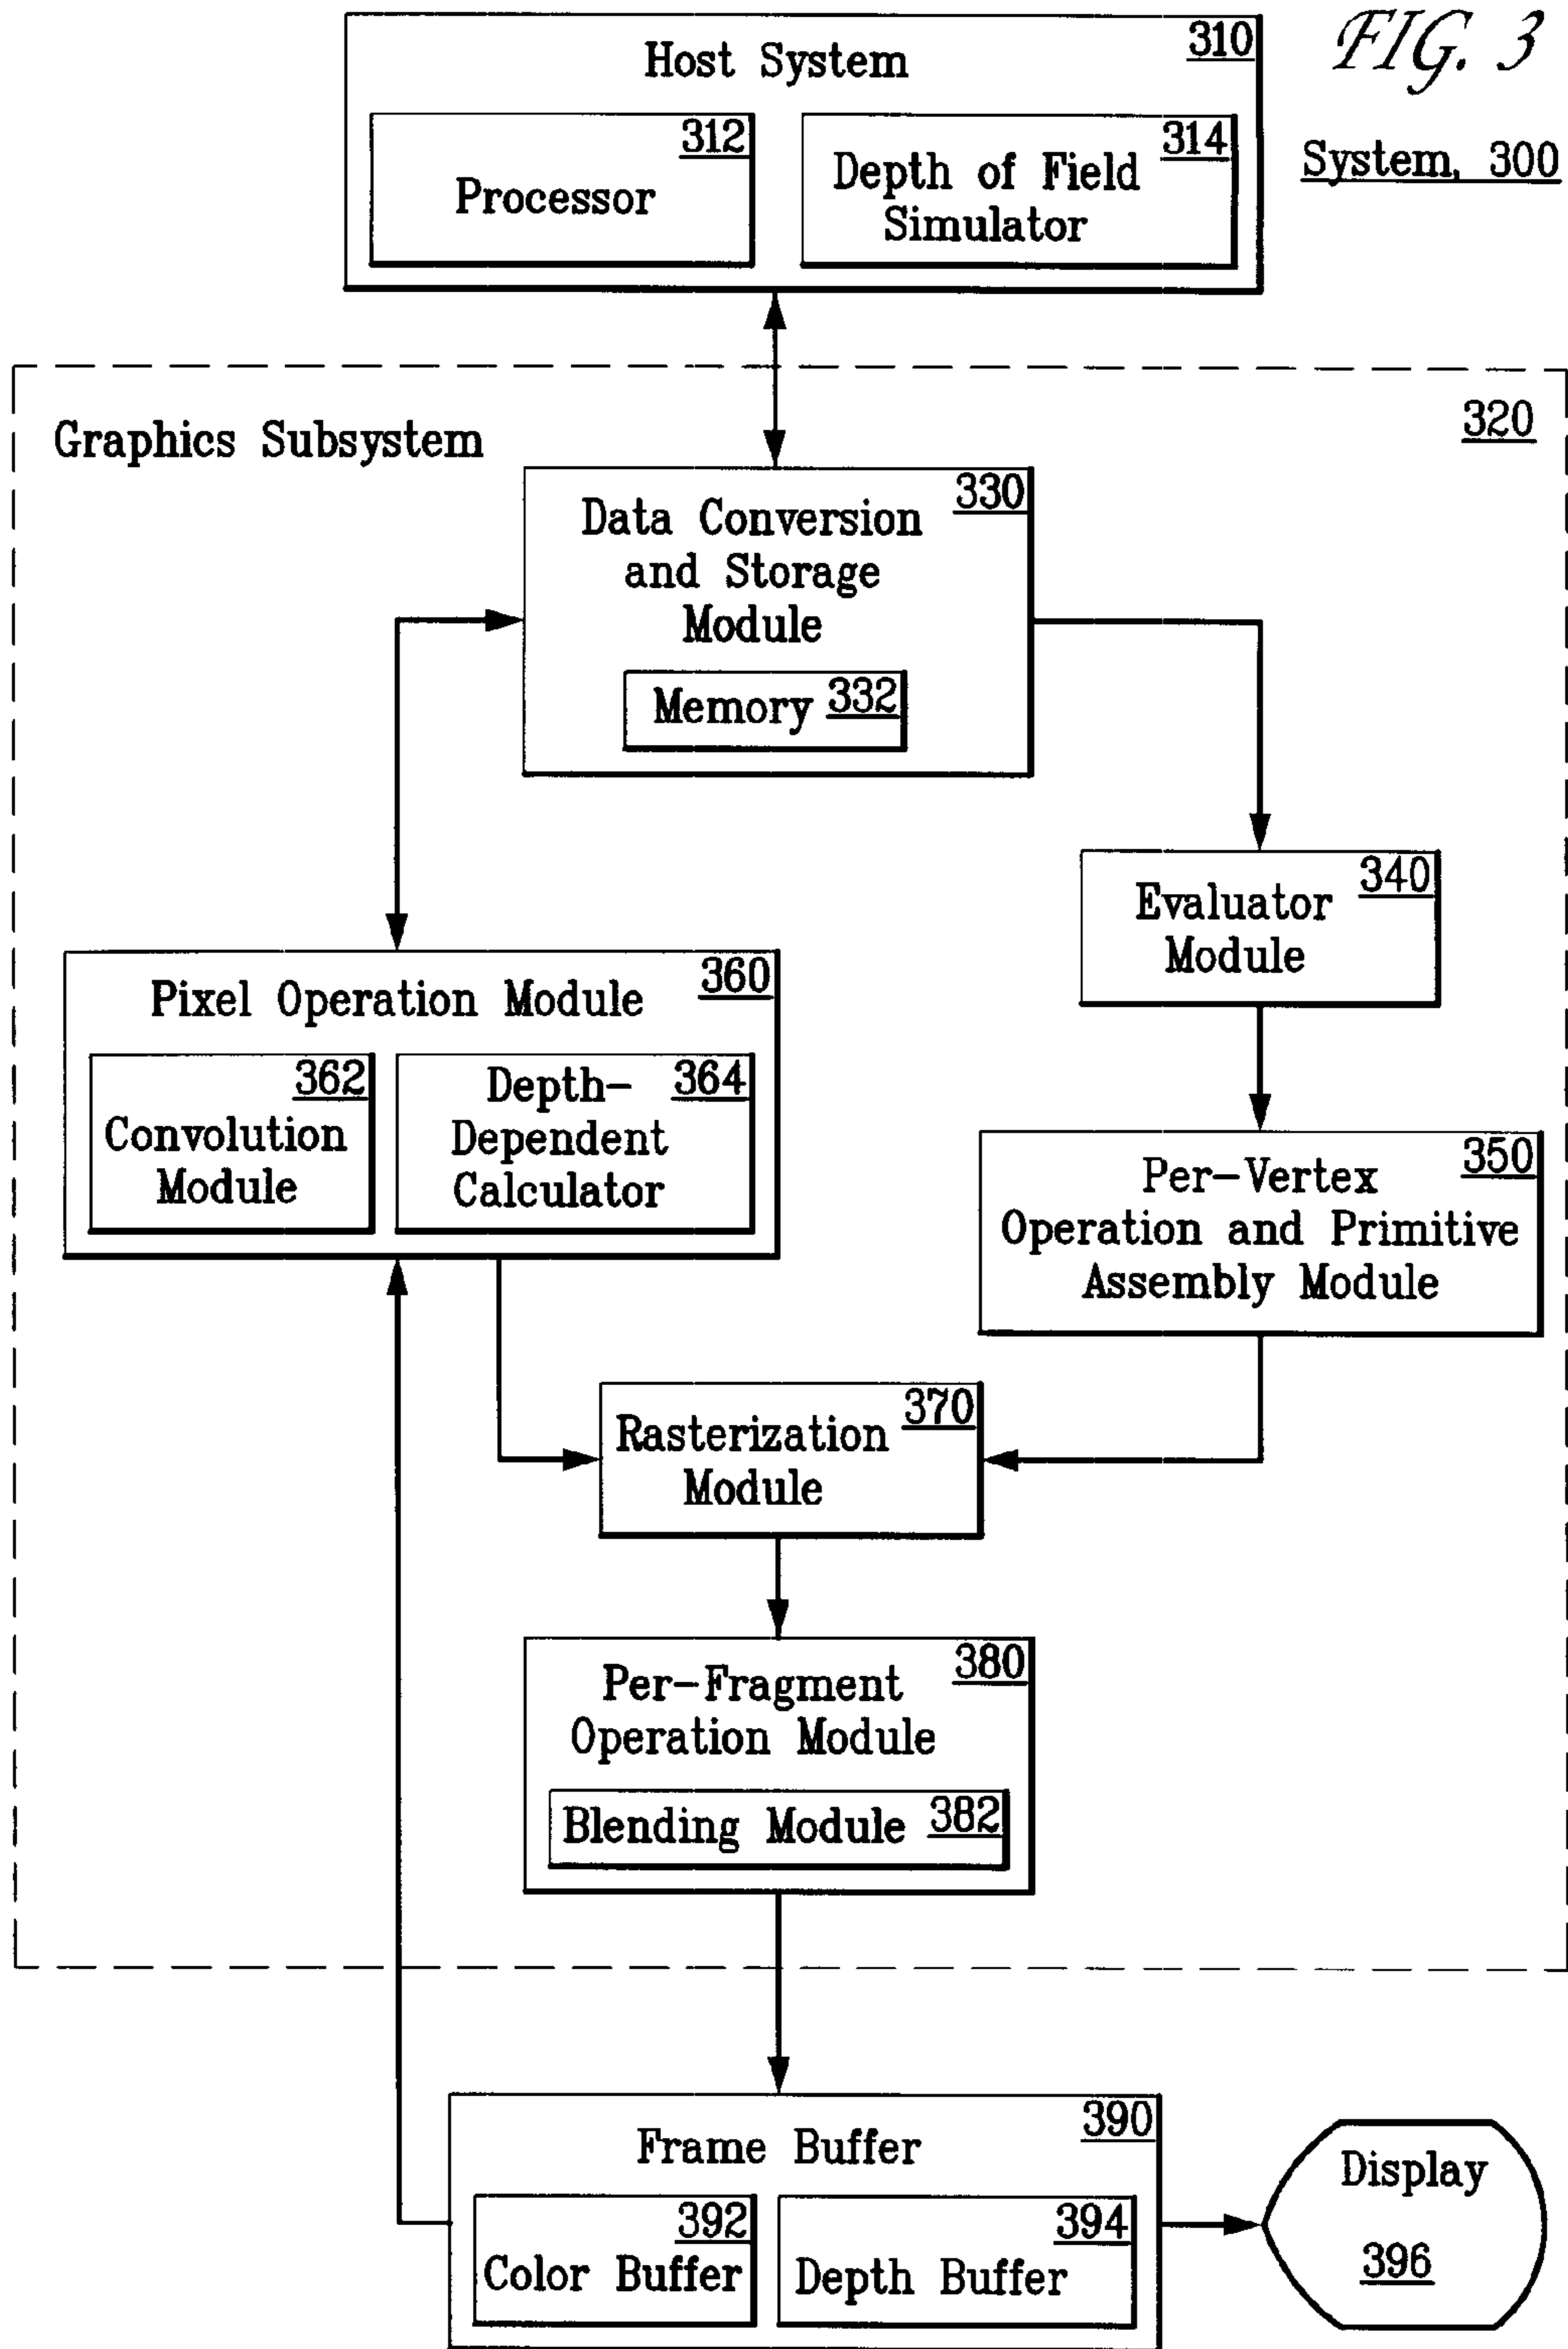 FIG. 3
System, 300
Host System 310
Processor 312
Depth of Field 314
Simulator
Graphics Subsystem 320
Data Conversion 330
and Storage
Module
Memory 332
Evaluator 340
Module
Pixel Operation Module 360
Convolution 362
Module
Depth- 364
Dependent
Calculator
Per-Vertex 350
Operation and Primitive
Assembly Module
Rasterization 370
Module
Per-Fragment 380
Operation Module
Blending Module 382
Frame Buffer 390
Color Buffer 392
Depth Buffer 394
Display
396